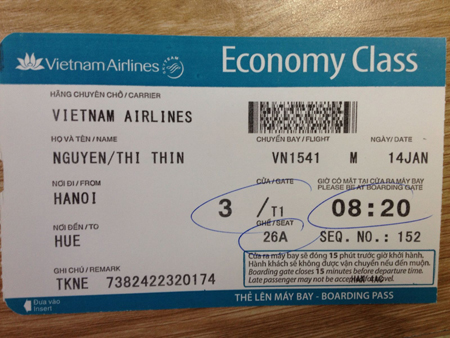 Vietnam Airlines Economy Class
HÃNG CHUYÊN CHỞ/CARRIER
VIETNAM AIRLINES
HỌ VÀ TÊN/NAME CHUYẾN BAY/FLIGHT NGÀY/DATE
NGUYEN/THI THIN VN1541 M 14JAN
NƠI ĐI/FROM CỬA/GATE GIỜ CÓ MẶT TẠI CỬA RA MÁY BAY
PLEASE BE AT BOARDING GATE
HANOI 3 /T1 08:20
NƠI ĐẾN/TO GHẾ/SEAT
HUE 26A SEQ. NO.: 152
GHI CHÚ/REMARK
TKNE 7382422320174
Cửa ra máy bay sẽ đóng 15 phút trước giờ khởi hành.
Hành khách sẽ không được vận chuyển nếu đến muộn.
Boarding gate closes 15 minutes before departure time.
Late passenger may not be accepted for travel.
Đưa vào
Insert
THẺ LÊN MÁY BAY - BOARDING PASS